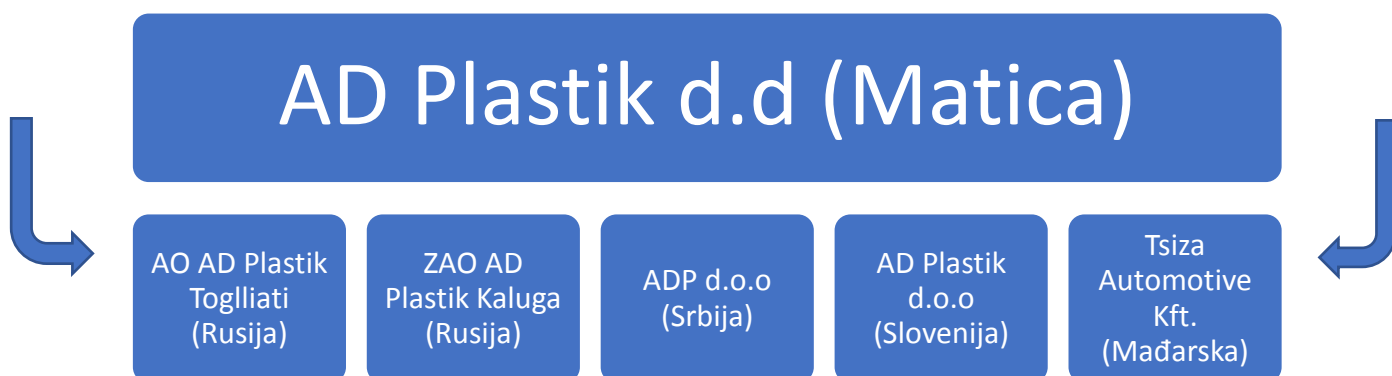 AD Plastik d.d (Matica)
AO AD Plastik
Toglliati
(Rusija)
ZAO AD
Plastik Kaluga
(Rusija)
ADP d.o.o
(Srbija)
AD Plastik
d.o.o
(Slovenija)
Tsiza
Automotive
Kft.
(Mađarska)